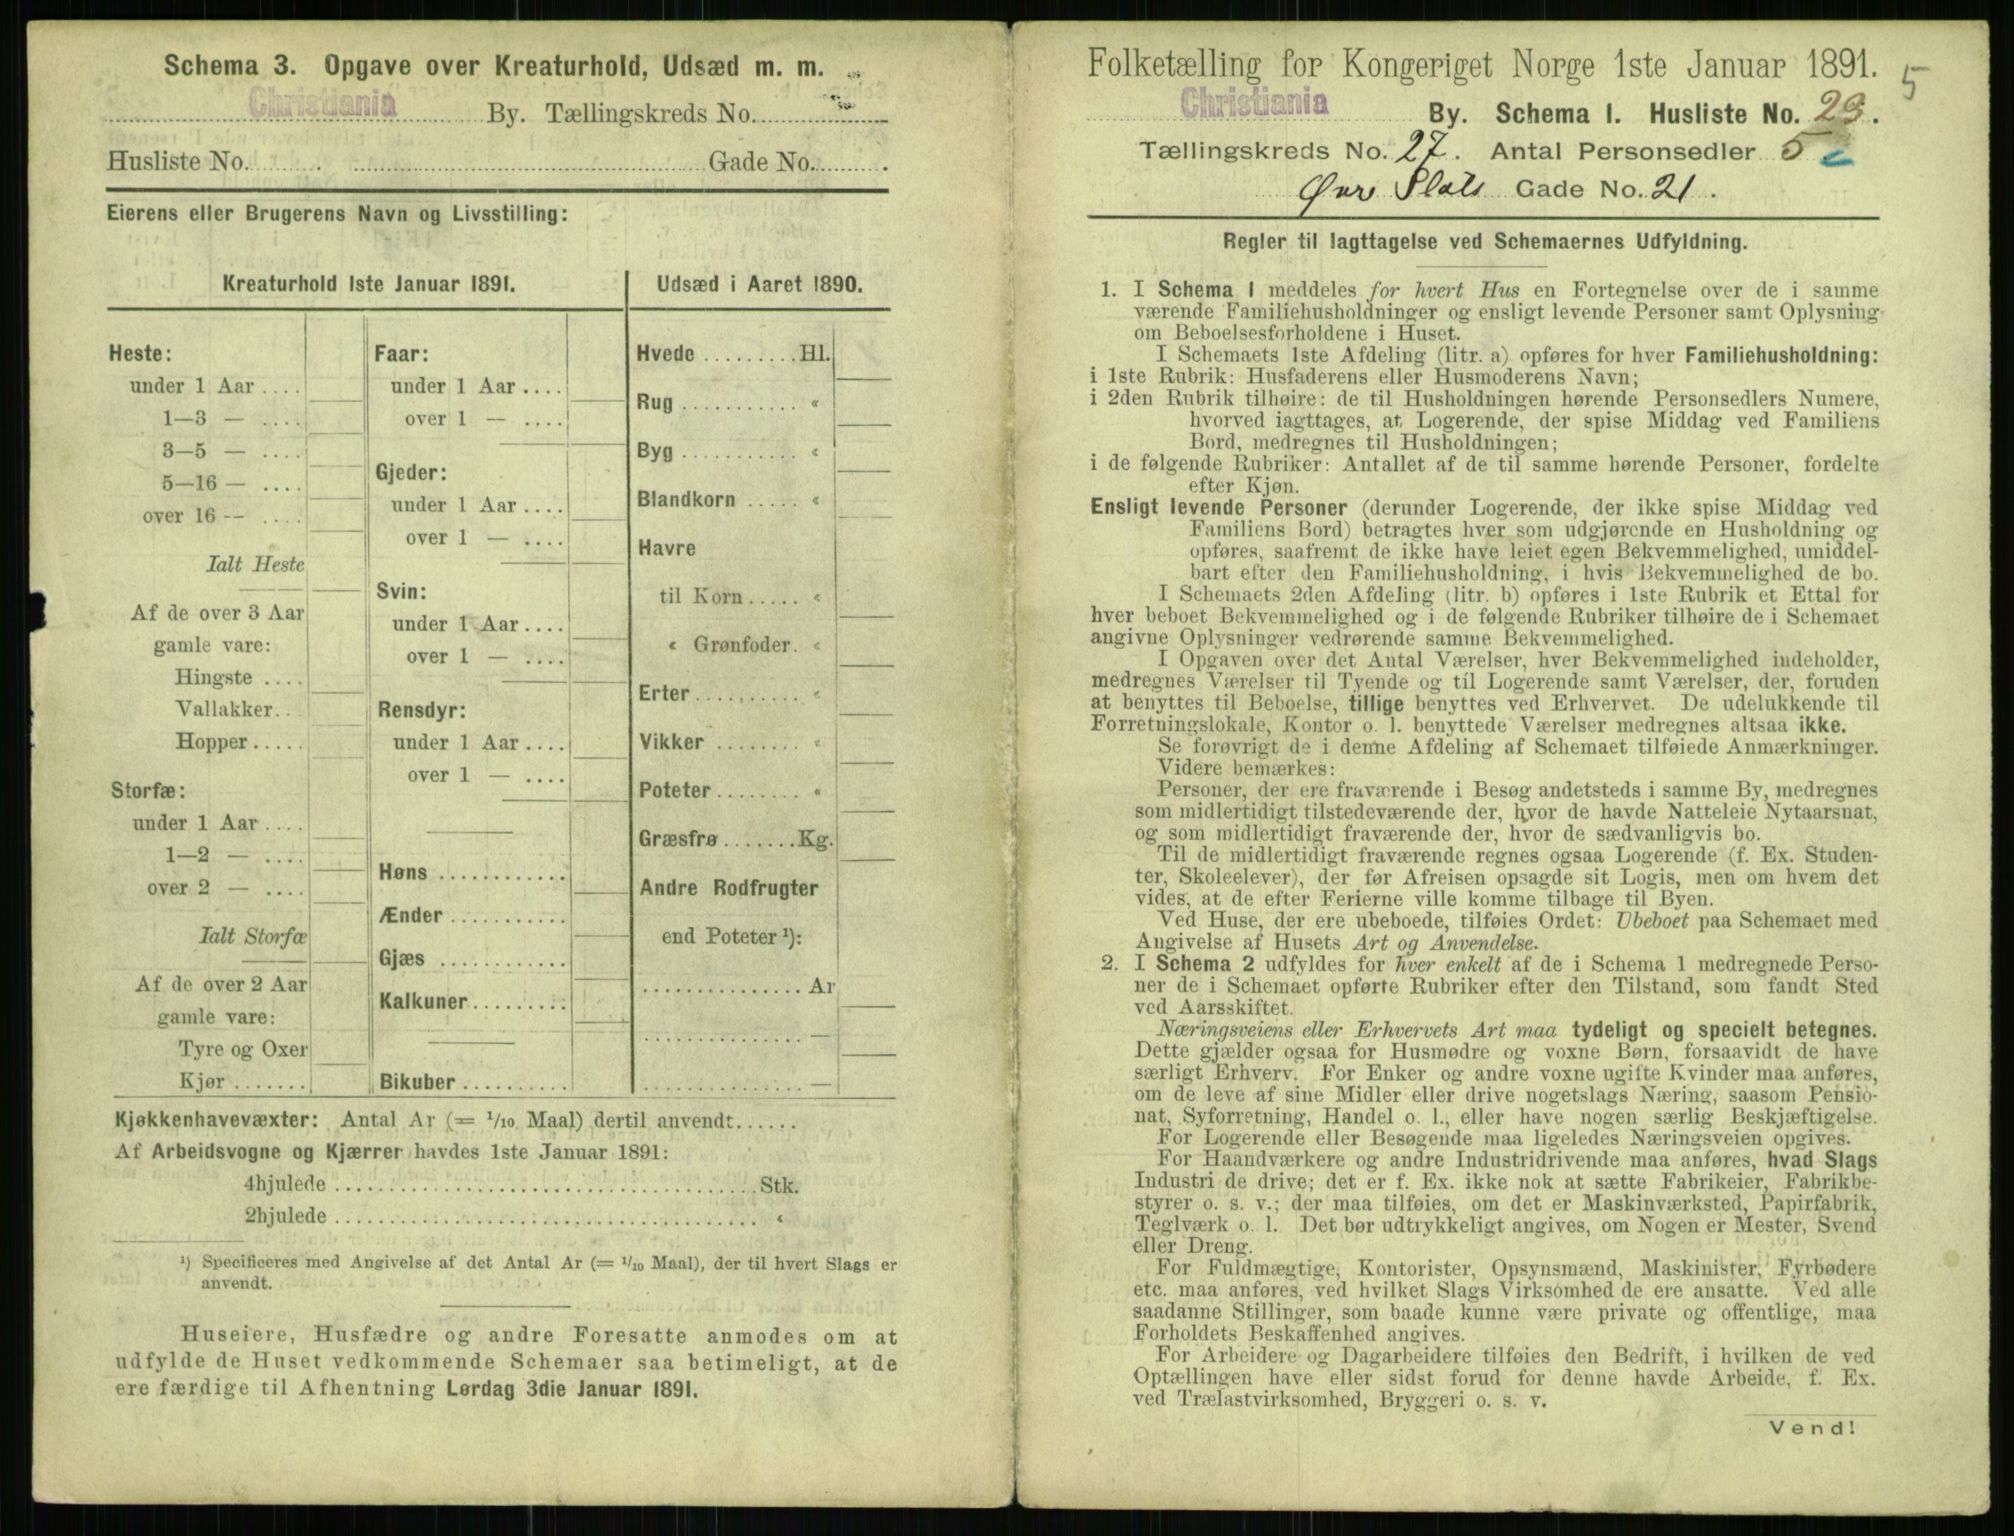 Schema 3. Opgave over Kreaturhold, Udsæd m. m.
Christiania By. Tællingskreds No.
Husliste No. Gade No.
Eierens eller Brugerens Navn og Livsstilling:
Kreaturhold 1ste Januar 1891.
Heste:
under 1 Aar ....
1—3 — ....
3—5 — ....
5—16 — ....
over 16 -- ....
Ialt Heste
Af de over 3 Aar
gamle vare:
Hingste ....
Vallakker..
Hopper.....
Storfæ:
under 1 Aar....
1—2 — ....
over 2 — ....
Ialt Storfæ
Af de over 2 Aar
gamle vare:
Tyre og Oxer
Kjør .......
Faar:
under 1 Aar ....
over 1 — ....
Gjeder:
under 1 Aar ....
over 1 — ....
Svin:
under 1 Aar....
over 1 — ....
Rensdyr:
under 1 Aar ....
over 1 — ....
Høns ............
Ænder ...........
Gjæs ............
Kalkuner.........
Bikuber ..........
Udsæd i Aaret 1890.
Hvede .........Hl.
Rug ........... «
Byg ........... «
Blandkorn ..... «
Havre
til Korn..... «
« Grønfoder. «
Erter.......... «
Vikker ........ «
Poteter ........ «
Græsfrø .......Kg.
Andre Rodfrugter
end Poteter ¹):
............... Ar
............... —
............... —
Kjøkkenhavevæxter: Antal Ar (= ¹/₁₀ Maal) dertil anvendt......
Af Arbeidsvogne og Kjærrer havdes 1ste Januar 1891:
4hjulede ......................................Stk.
2hjulede ...................................... «
¹) Specificeres med Angivelse af det Antal Ar (= ¹/₁₀ Maal), der til hvert Slags er
anvendt.
Huseiere, Husfædre og andre Foresatte anmodes om at
udfylde de Huset vedkommende Schemaer saa betimeligt, at de
ere færdige til Afhentning Lørdag 3die Januar 1891.
Folketælling for Kongeriget Norge 1ste Januar 1891.
5
Christiania By. Schema I. Husliste No. 23.
Tællingskreds No. 27. Antal Personsedler 5
Øvre Slots Gade No. 21.
Regler til Iagttagelse ved Schemaernes Udfyldning.
1. I Schema 1 meddeles for hvert Hus en Fortegnelse over de i samme
værende Familiehusholdninger og ensligt levende Personer samt Oplysning
om Beboelsesforholdene i Huset.
I Schemaets 1ste Afdeling (litr. a) opføres for hver Familiehusholdning:
i 1ste Rubrik: Husfaderens eller Husmoderens Navn;
i 2den Rubrik tilhøire: de til Husholdningen hørende Personsedlers Numere,
hvorved iagttages, at Logerende, der spise Middag ved Familiens
Bord, medregnes til Husholdningen;
i de følgende Rubriker: Antallet af de til samme hørende Personer, fordelte
efter Kjøn.
Ensligt levende Personer (derunder Logerende, der ikke spise Middag ved
Familiens Bord) betragtes hver som udgjørende en Husholdning og
opføres, saafremt de ikke have leiet egen Bekvemmelighed, umiddel-
bart efter den Familiehusholdning, i hvis Bekvemmelighed de bo.
I Schemaets 2den Afdeling (litr. b) opføres i 1ste Rubrik et Ettal for
hver beboet Bekvemmelighed og i de følgende Rubriker tilhøire de i Schemaet
angivne Oplysninger vedrørende samme Bekvemmelighed.
I Opgaven over det Antal Værelser, hver Bekvemmelighed indeholder,
medregnes Værelser til Tyende og til Logerende samt Værelser, der, foruden
at benyttes til Beboelse, tillige benyttes ved Erhvervet. De udelukkende til
Forretningslokale, Kontor o. l. benyttede Værelser medregnes altsaa ikke.
Se forøvrigt de i denne Afdeling af Schemaet tilføiede Anmærkninger.
Videre bemærkes:
Personer, der ere fraværende i Besøg andetsteds i samme By, medregnes
som midlertidigt tilstedeværende der, hvor de havde Natteleie Nytaarsnat,
og som midlertidigt fraværende der, hvor de sædvanligvis bo.
Til de midlertidigt fraværende regnes ogsaa Logerende (f. Ex. Studen-
ter, Skoleelever), der før Afreisen opsagde sit Logis, men om hvem det
vides, at de efter Ferierne ville komme tilbage til Byen.
Ved Huse, der ere ubeboede, tilføies Ordet: Ubeboet paa Schemaet med
Angivelse af Husets Art og Anvendelse.
2. I Schema 2 udfyldes for hver enkelt af de i Schema 1 medregnede Perso-
ner de i Schemaet opførte Rubriker efter den Tilstand, som fandt Sted
ved Aarsskiftet.
Næringsveiens eller Erhvervets Art maa tydeligt og specielt betegnes.
Dette gjælder ogsaa for Husmødre og voxne Børn, forsaavidt de have
særligt Erhverv. For Enker og andre voxne ugifte Kvinder maa anføres,
om de leve af sine Midler eller drive nogetslags Næring, saasom Pensio-
nat, Syforretning, Handel o. l., eller have nogen særlig Beskjæftigelse.
For Logerende eller Besøgende maa ligeledes Næringsveien opgives.
For Haandværkere og andre Industridrivende maa anføres, hvad Slags
Industri de drive; det er f. Ex. ikke nok at sætte Fabrikeier, Fabrikbe-
styrer o. s. v.; der maa tilføies, om det er Maskinværksted, Papirfabrik,
Teglværk o. l. Det bør udtrykkeligt angives, om Nogen er Mester, Svend
eller Dreng.
For Fuldmægtige, Kontorister, Opsynsmænd, Maskinister, Fyrbødere
etc. maa anføres, ved hvilket Slags Virksomhed de ere ansatte. Ved alle
saadanne Stillinger, som baade kunne være private og offentlige, maa
Forholdets Beskaffenhed angives.
For Arbeidere og Dagarbeidere tilføies den Bedrift, i hvilken de ved
Optællingen have eller sidst forud for denne havde Arbeide, f. Ex.
ved Trælastvirksomhed, Bryggeri o. s. v.
Vend!